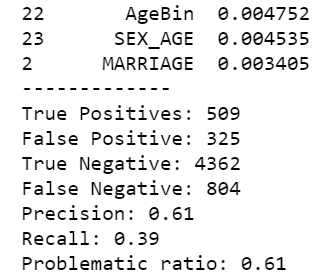 22 AgeBin 0.004752
23 SEX_AGE 0.004535
2 MARRIAGE 0.003405
-------------
True Positives: 509
False Positive: 325
True Negative: 4362
False Negative: 804
Precision: 0.61
Recall: 0.39
Problematic ratio: 0.61